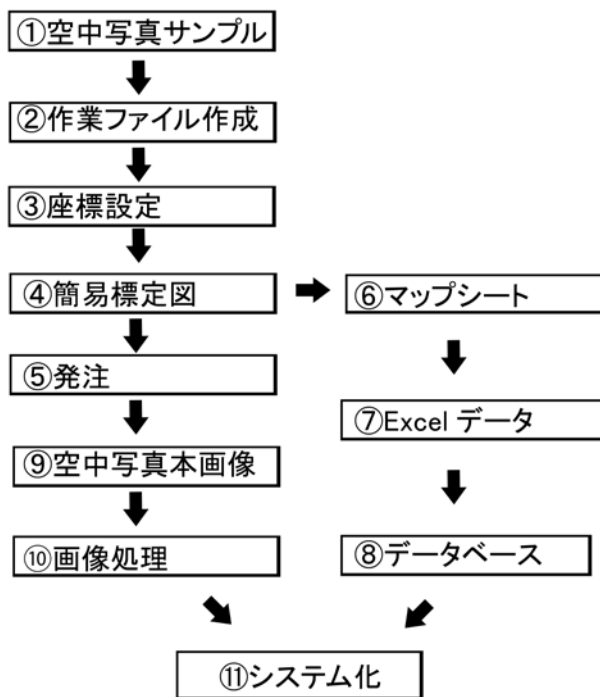 ①空中写真サンプル
②作業ファイル作成
③座標設定
④簡易標定図
⑤発注
⑨空中写真本画像
⑩画像処理
⑥マップシート
⑦Excel データ
⑧データベース
⑪システム化